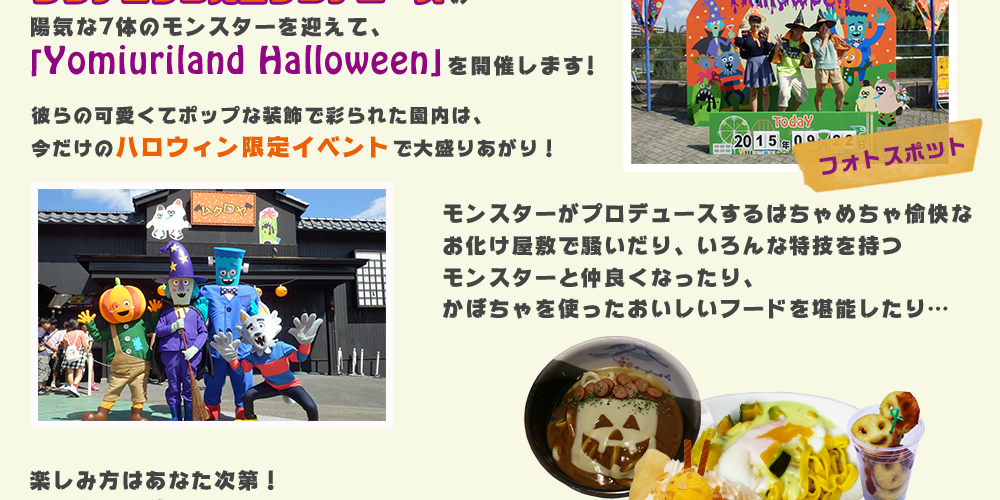 陽気な7体のモンスターを迎えて、
「Yomiuriland Halloween」を開催します!
彼らの可愛くてポップな装飾で彩られた園内は、
今だけのハロウィン限定イベントで大盛りあがり！
Today
2015年 09
フォトスポット
モンスターがプロデュースするはちゃめちゃ愉快な
お化け屋敷で騒いだり、いろんな特技を持つ
モンスターと仲良くなったり、
かぼちゃを使ったおいしいフードを堪能したり…
楽しみ方はあなた次第！